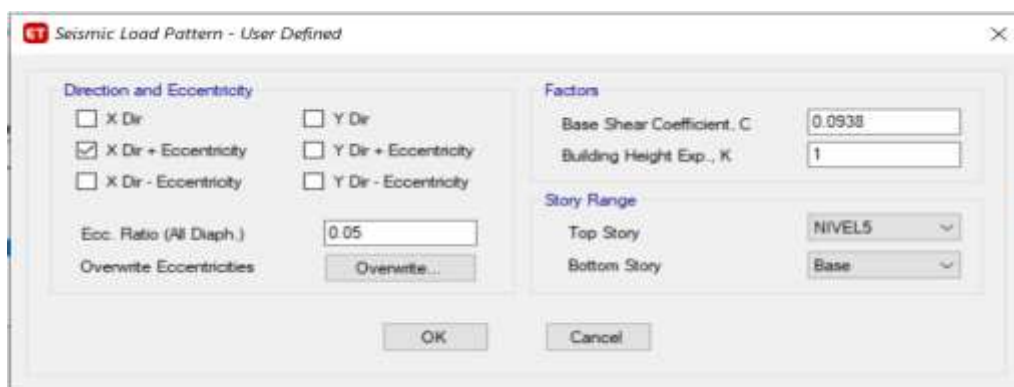 ET Seismic Load Pattern - User Defined
Direction and Eccentricity
X Dir Y Dir
X Dir + Eccentricity Y Dir + Eccentricity
X Dir - Eccentricity Y Dir - Eccentricity
Ecc. Ratio (All Diaph.) 0.05
Overwrite Eccentricities Overwrite...
Factors
Base Shear Coefficient, C 0.0938
Building Height Exp., K 1
Story Range
Top Story NIVEL5
Bottom Story Base
OK Cancel